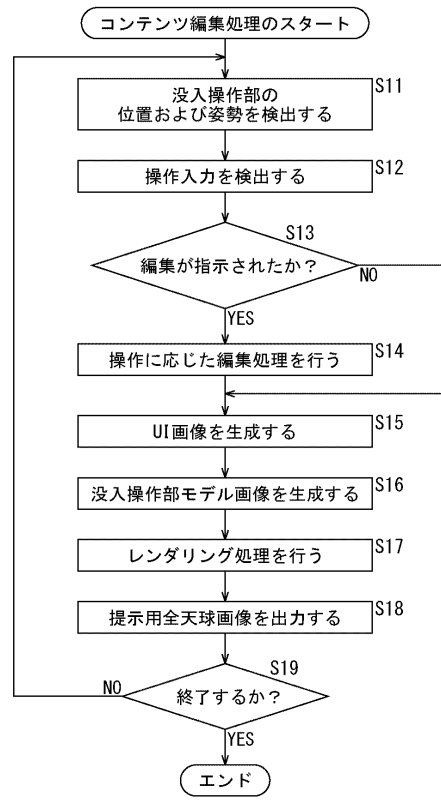 コンテンツ編集処理のスタート
S11
没入操作部の
位置および姿勢を検出する
S12
操作入力を検出する
S13
編集が指示されたか？
NO
YES
S14
操作に応じた編集処理を行う
S15
UI画像を生成する
S16
没入操作部モデル画像を生成する
S17
レンダリング処理を行う
S18
提示用全天球画像を出力する
S19
終了するか？
NO
YES
エンド